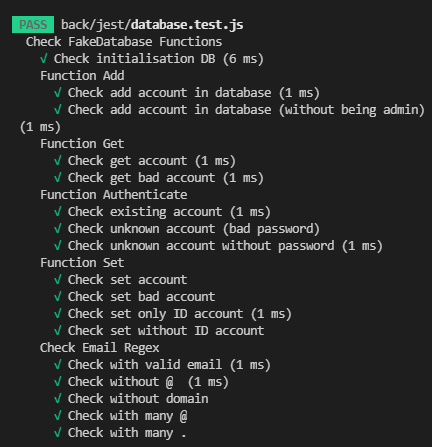 PASS back/jest/database.test.js
Check FakeDatabase Functions
√ Check initialisation DB (6 ms)
Function Add
√ Check add account in database (1 ms)
√ Check add account in database (without being admin)
(1 ms)
Function Get
√ Check get account (1 ms)
√ Check get bad account (1 ms)
Function Authenticate
√ Check existing account (1 ms)
√ Check unknown account (bad password)
√ Check unknown account without password (1 ms)
Function Set
√ Check set account
√ Check set bad account
√ Check set only ID account (1 ms)
√ Check set without ID account
Check Email Regex
√ Check with valid email (1 ms)
√ Check without @  (1 ms)
√ Check without domain
√ Check with many @
√ Check with many .